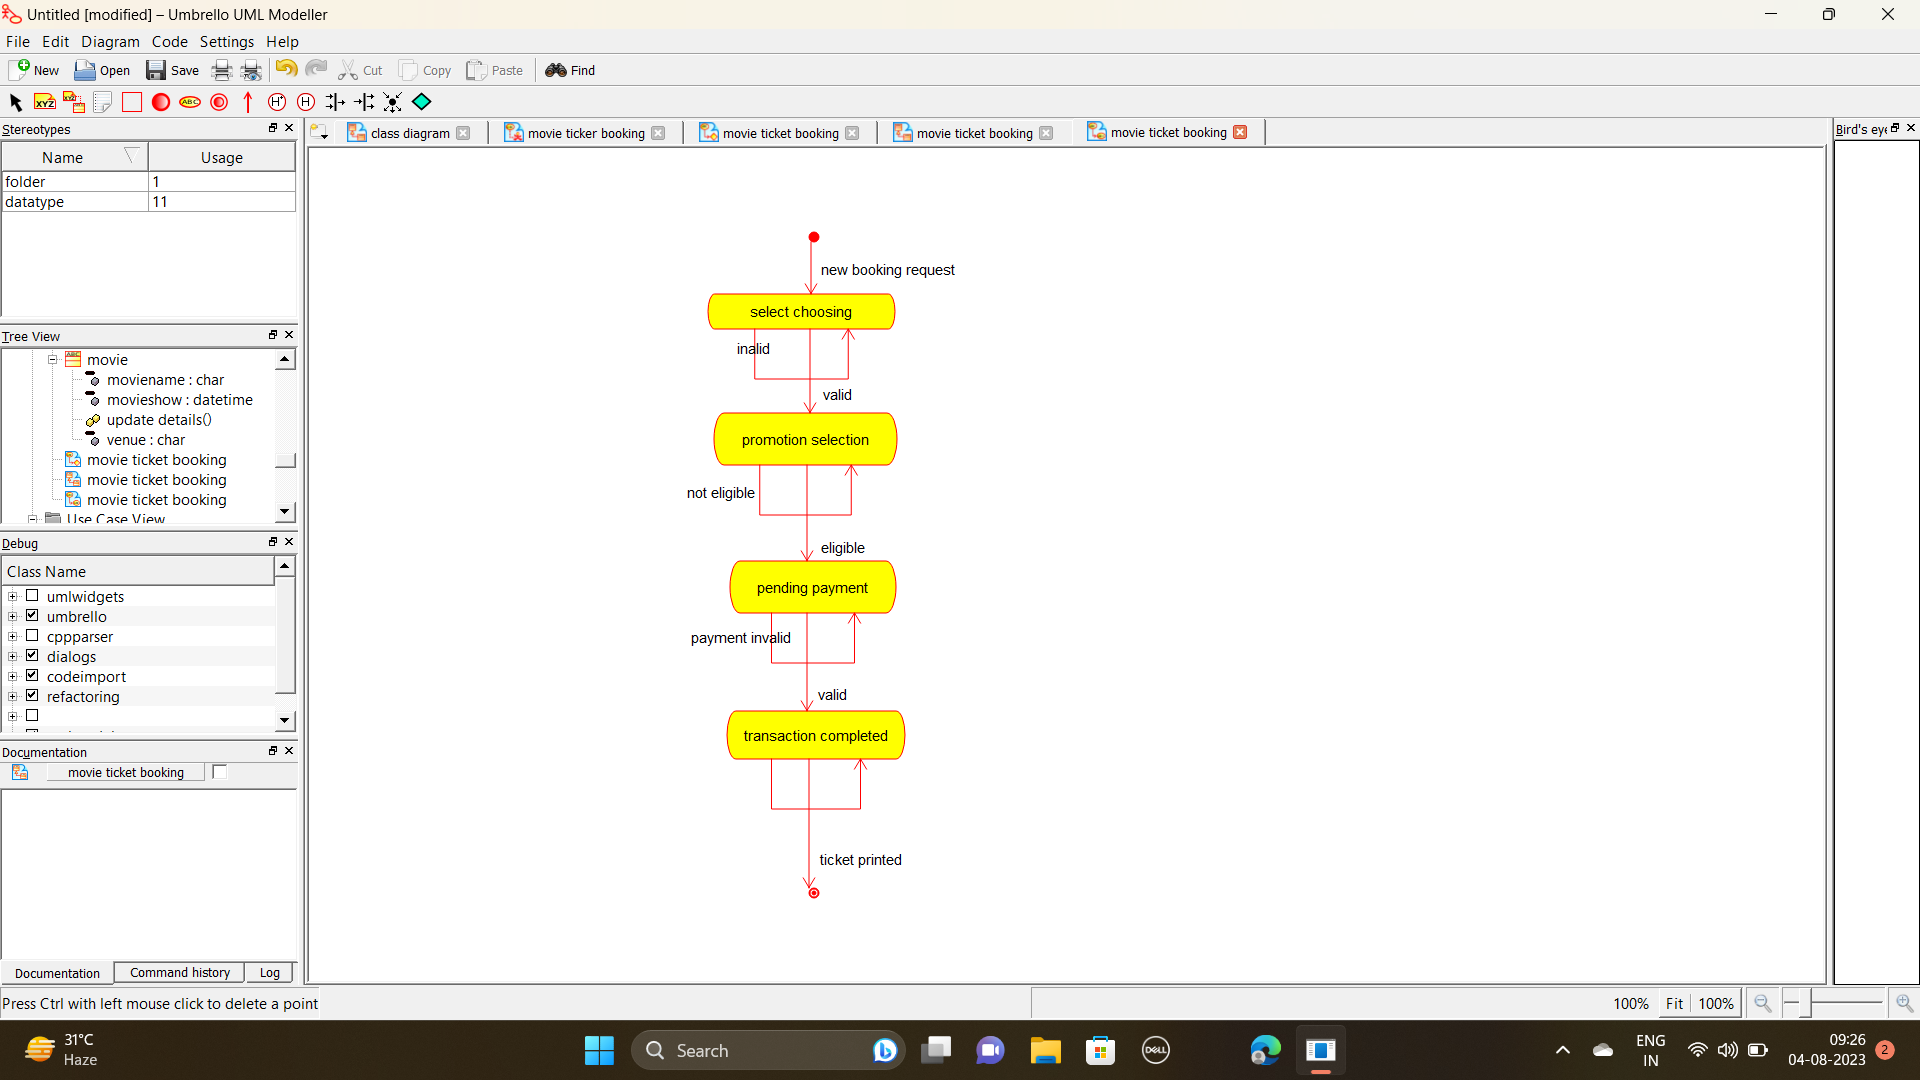 Untitled [modified] – Umbrello UML Modeller
File Edit Diagram Code Settings Help
New Open Save Cut Copy Paste Find
XYZ XYZ ABC H* H
Stereotypes
Name Usage
folder 1
datatype 11
Tree View
ABC movie
moviename : char
movieshow : datetime
update details()
venue : char
movie ticket booking
movie ticket booking
movie ticket booking
Use Case View
Debug
Class Name
umlwidgets
umbrello
cppparser
dialogs
codeimport
refactoring
Documentation
movie ticket booking
Documentation Command history Log
Press Ctrl with left mouse click to delete a point
class diagram movie ticker booking movie ticket booking movie ticket booking movie ticket booking
new booking request
select choosing
inalid
valid
promotion selection
not eligible
eligible
pending payment
payment invalid
valid
transaction completed
ticket printed
Bird's eye
100% Fit 100%
31°C
Haze
Search
DELL
ENG
IN
09:26
04-08-2023
2